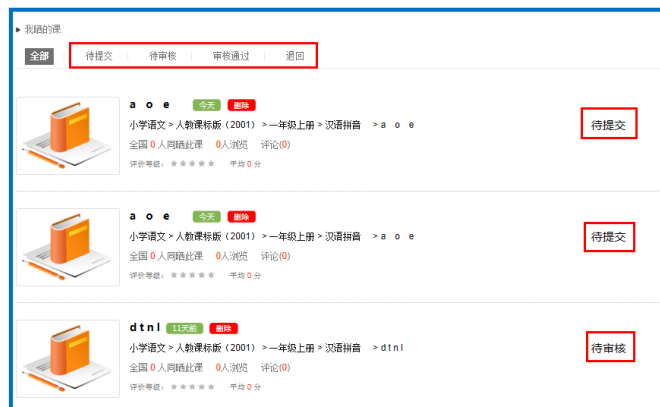 ▶ 我晒的课
全部 待提交 待审核 审核通过 退回
a o e 今天 删除
小学语文 > 人教课标版（2001） > 一年级上册 > 汉语拼音 > a o e
待提交
全国 0 人同晒此课 0人浏览 评论(0)
评价等级： ★★★★★ 平均 0 分
a o e 今天 删除
小学语文 > 人教课标版（2001） > 一年级上册 > 汉语拼音 > a o e
待提交
全国 0 人同晒此课 0人浏览 评论(0)
评价等级： ★★★★★ 平均 0 分
d t n l 11天前 删除
小学语文 > 人教课标版（2001） > 一年级上册 > 汉语拼音 > d t n l
待审核
全国 0 人同晒此课 0人浏览 评论(0)
评价等级： ★★★★★ 平均 0 分